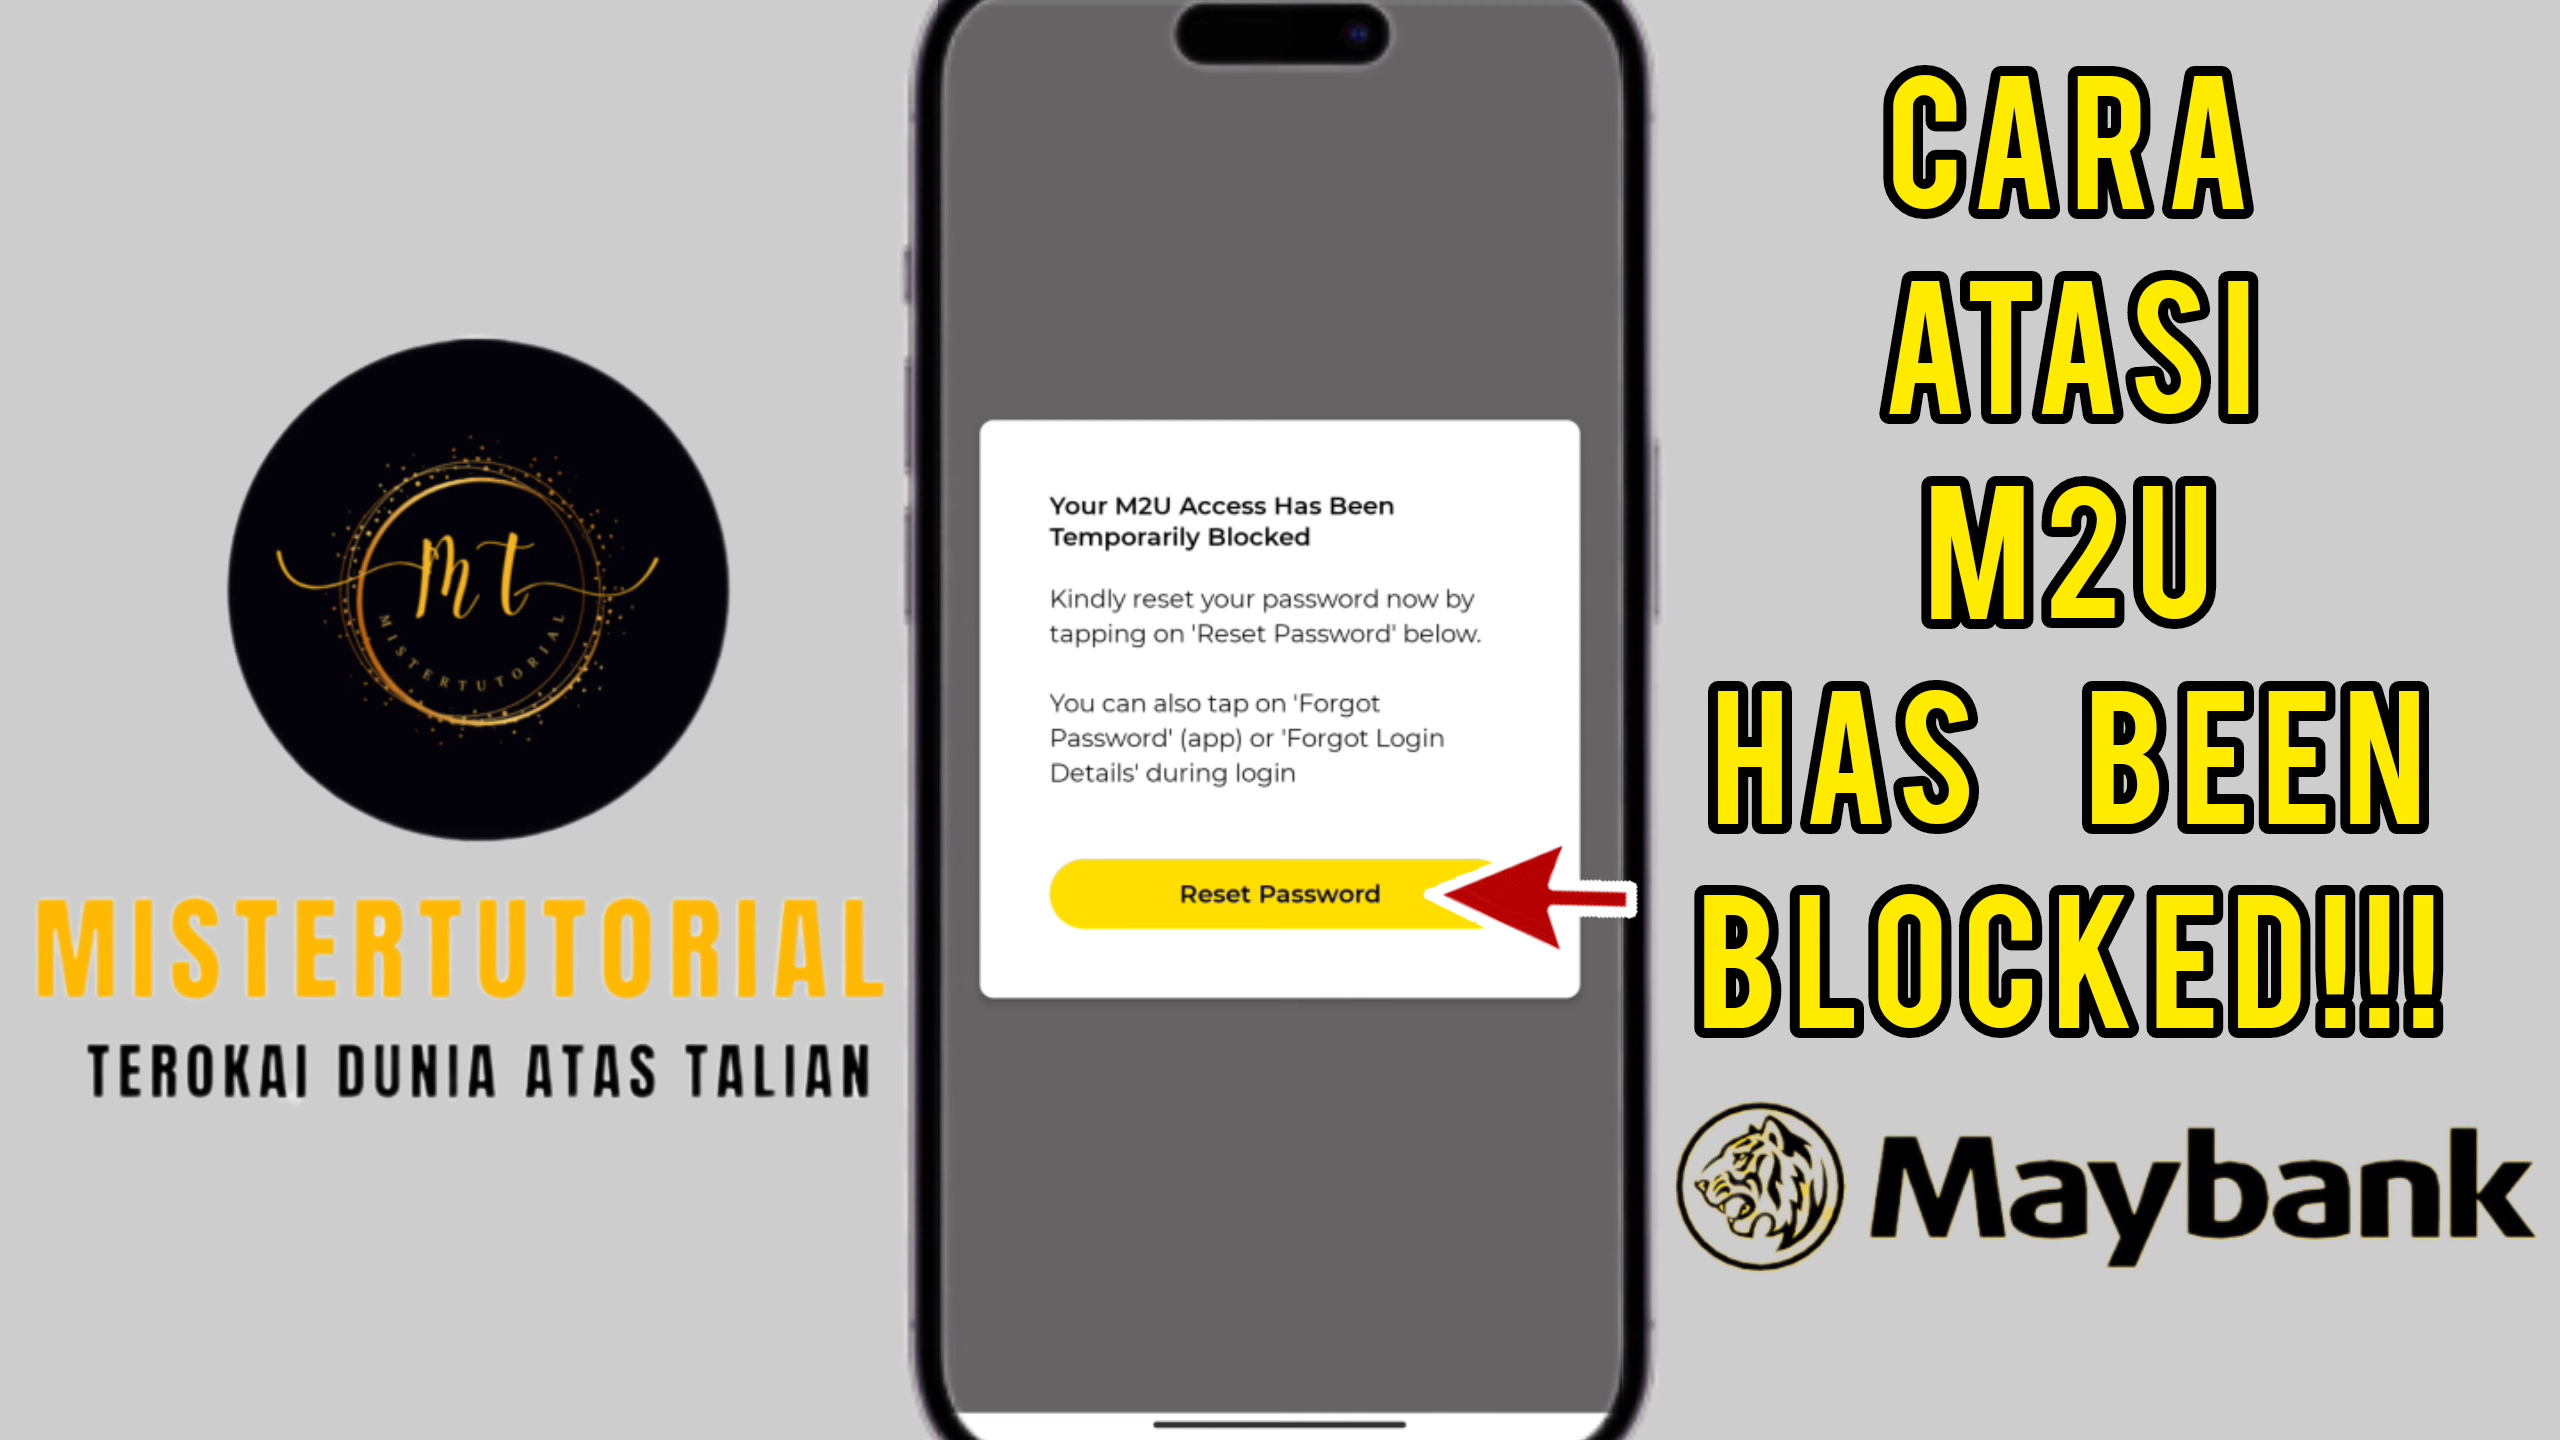 Mt
MISTERTUTORIAL
MISTERTUTORIAL
TEROKAI DUNIA ATAS TALIAN
Your M2U Access Has Been
Temporarily Blocked
Kindly reset your password now by
tapping on 'Reset Password' below.
You can also tap on 'Forgot
Password' (app) or 'Forgot Login
Details' during login
Reset Password
CARA
ATASI
M2U
HAS BEEN
BLOCKED!!!
Maybank